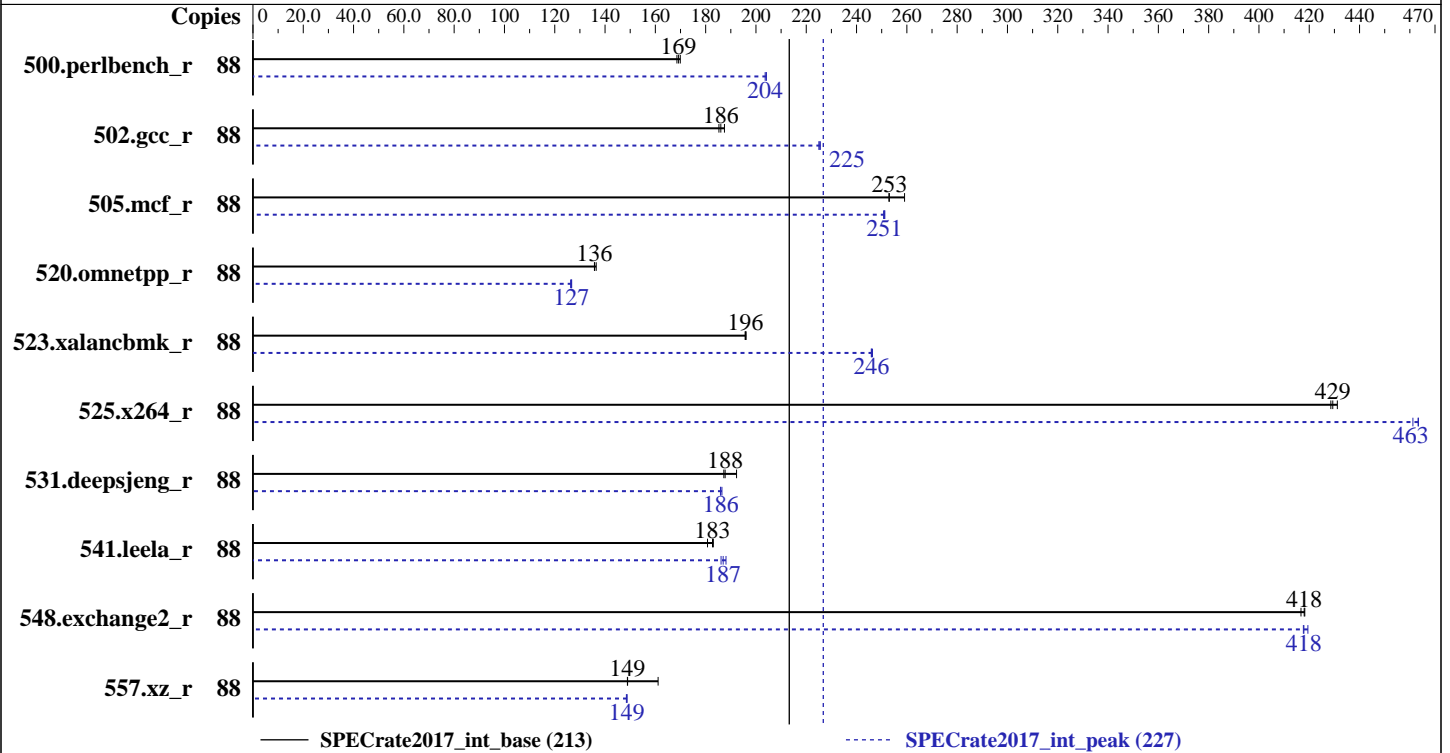 Copies 0 20.0 40.0 60.0 80.0 100 120 140 160 180 200 220 240 260 280 300 320 340 360 380 400 420 440 470
169
500.perlbench_r 88
204
186
502.gcc_r 88
225
253
505.mcf_r 88
251
136
520.omnetpp_r 88
127
196
523.xalancbmk_r 88
246
429
525.x264_r 88
463
188
531.deepsjeng_r 88
186
183
541.leela_r 88
187
418
548.exchange2_r 88
418
149
557.xz_r 88
149
SPECrate2017_int_base (213) SPECrate2017_int_peak (227)